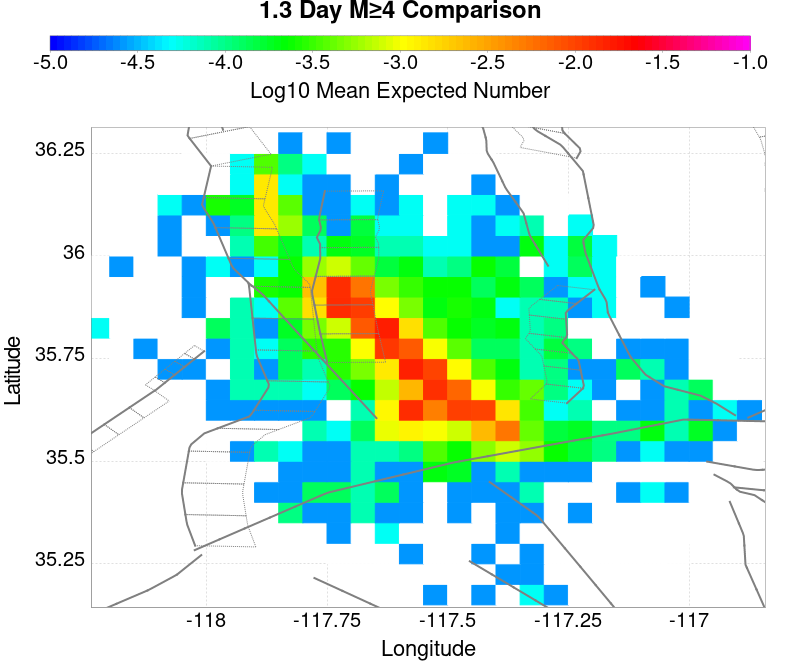 1.3 Day M≥4 Comparison
-5.0 -4.5 -4.0 -3.5 -3.0 -2.5 -2.0 -1.5 -1.0
Log10 Mean Expected Number
36.25
36
35.75
35.5
35.25
Latitude
-118 -117.75 -117.5 -117.25 -117
Longitude